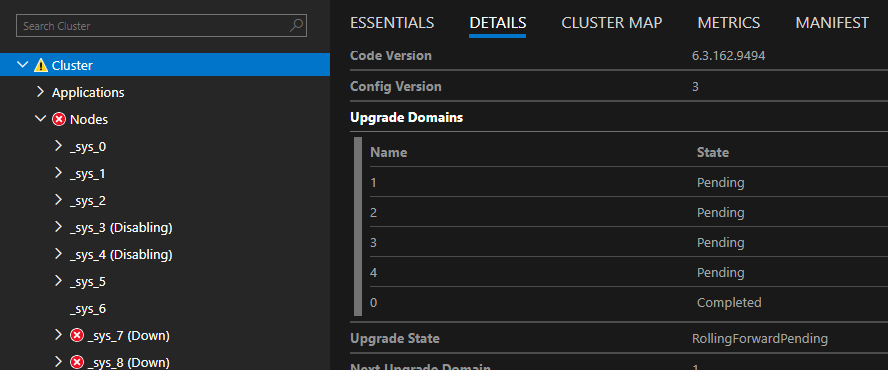 Search Cluster
Cluster
Applications
Nodes
_sys_0
_sys_1
_sys_2
_sys_3 (Disabling)
_sys_4 (Disabling)
_sys_5
_sys_6
_sys_7 (Down)
_sys_8 (Down)
ESSENTIALS DETAILS CLUSTER MAP METRICS MANIFEST
Code Version 6.3.162.9494
Config Version 3
Upgrade Domains
Name State
1 Pending
2 Pending
3 Pending
4 Pending
0 Completed
Upgrade State RollingForwardPending
Next Upgrade Domain 1